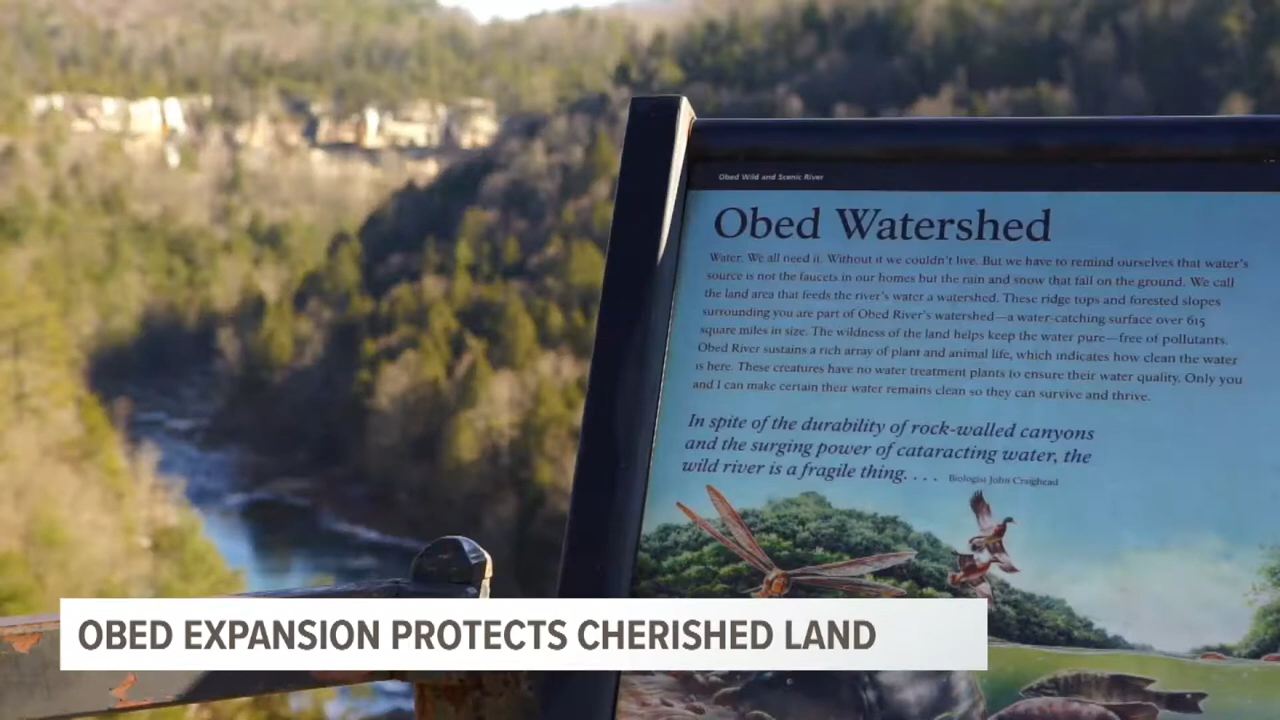 Obed Wild and Scenic River
Obed Watershed
Water. We all need it. Without it we couldn't live. But we have to remind ourselves that water's
source is not the faucets in our homes but the rain and snow that fall on the ground. We call
the land area that feeds the river's water a watershed. These ridge tops and forested slopes
surrounding you are part of Obed River's watershed—a water-catching surface over 615
square miles in size. The wildness of the land helps keep the water pure—free of pollutants.
Obed River sustains a rich array of plant and animal life, which indicates how clean the water
is here. These creatures have no water treatment plants to ensure their water quality. Only you
and I can make certain their water remains clean so they can survive and thrive.
In spite of the durability of rock-walled canyons
and the surging power of cataracting water, the
wild river is a fragile thing. . . . Biologist John Craighead
OBED EXPANSION PROTECTS CHERISHED LAND